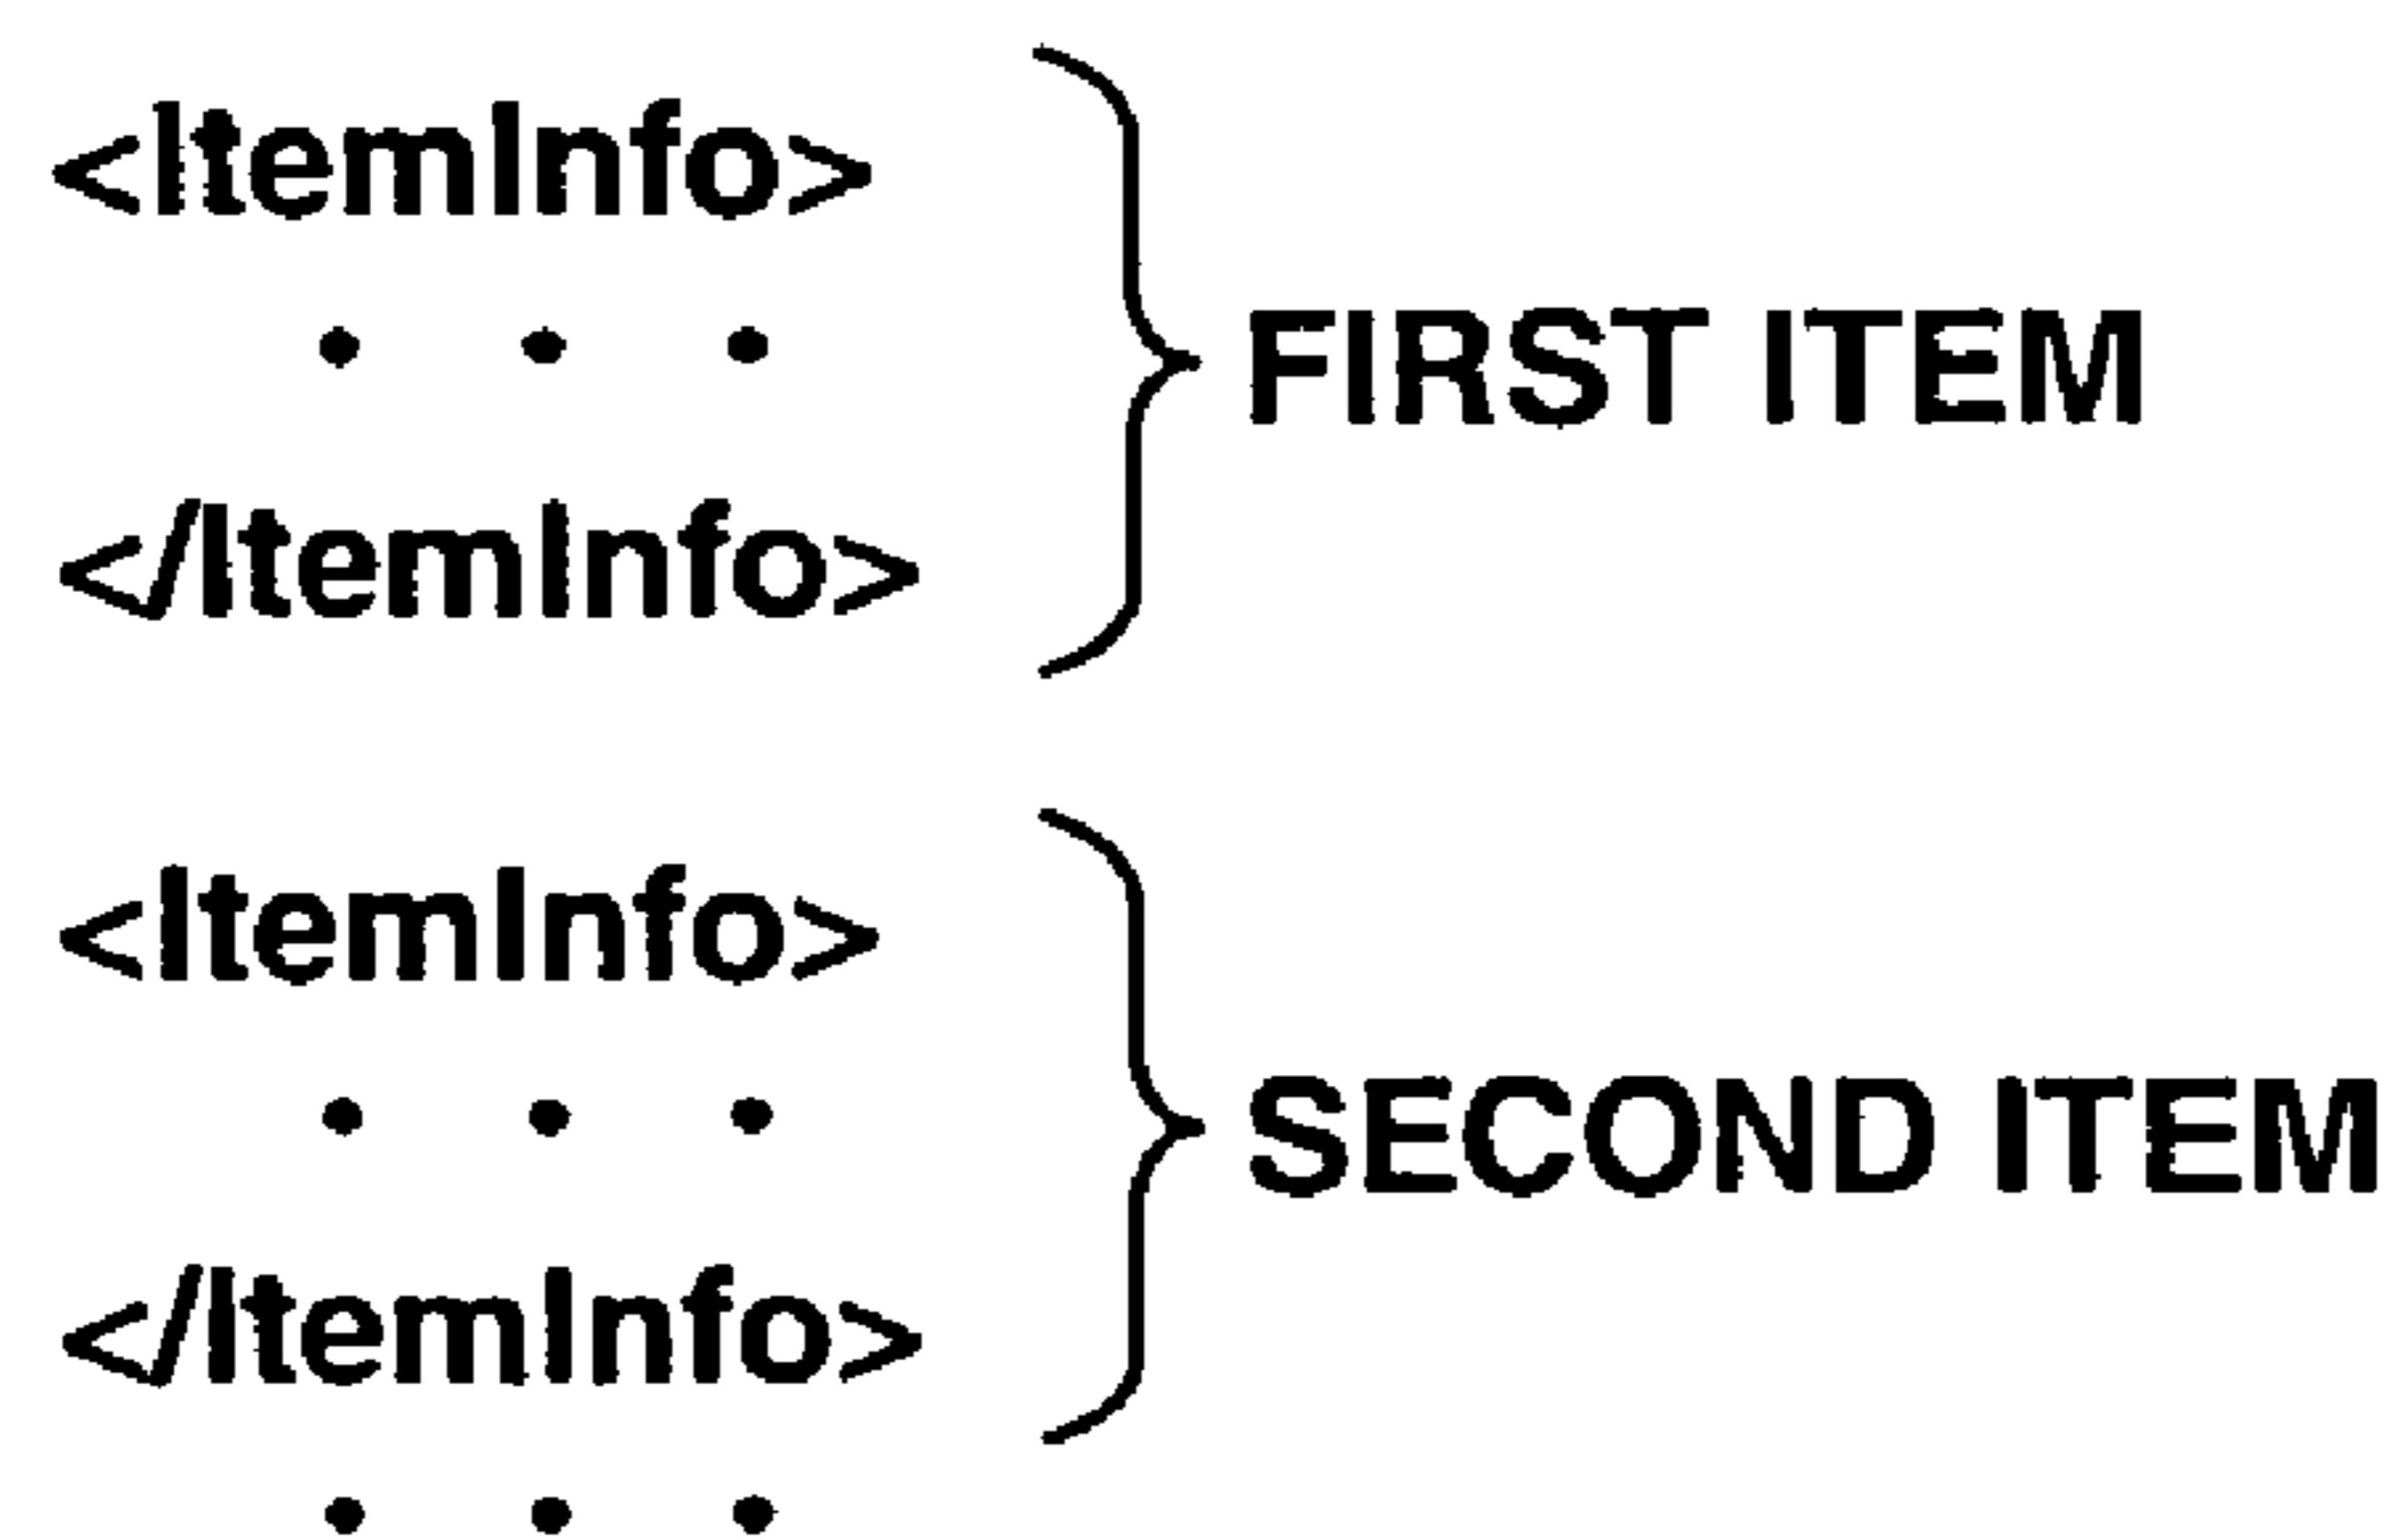 <ItemInfo>
• • •
FIRST ITEM
</ItemInfo>
<ItemInfo>
• • •
SECOND ITEM
</ItemInfo>
• • •